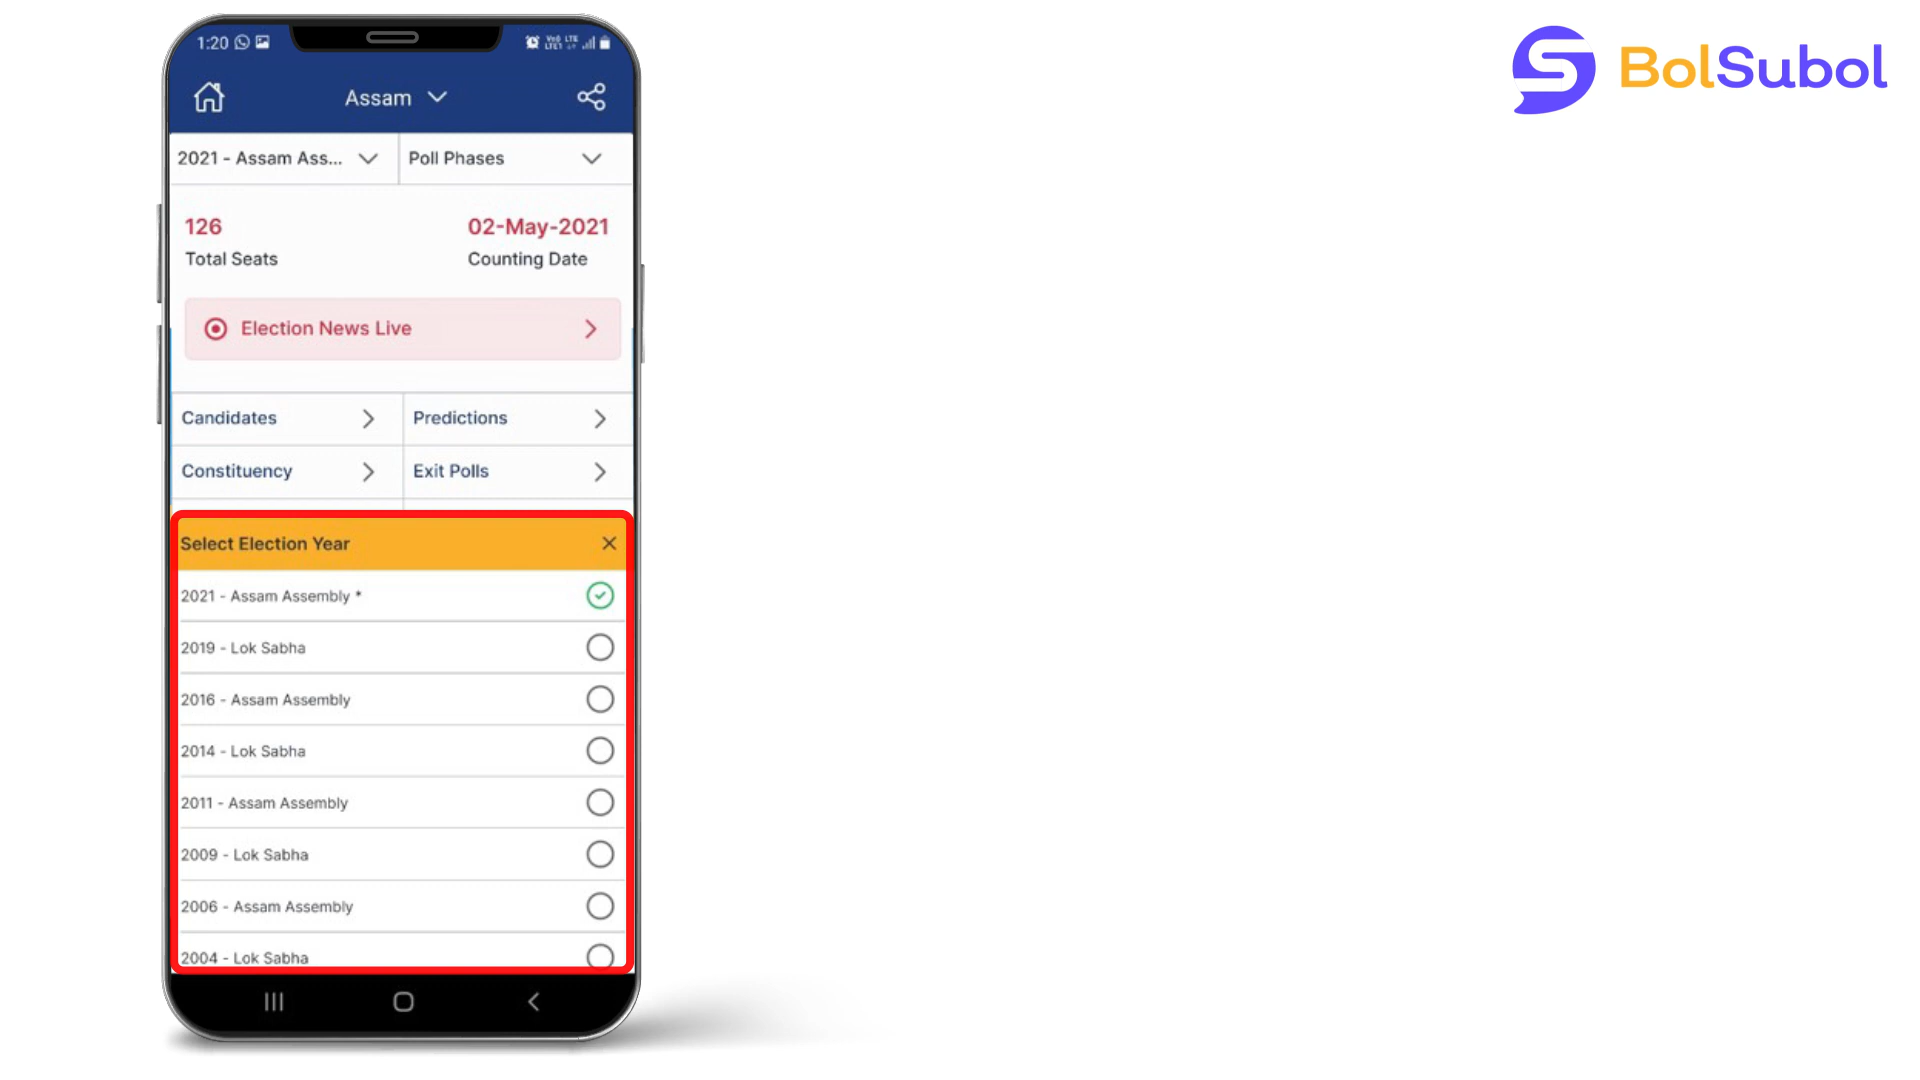 1:20
BolSubol
Assam
2021 - Assam Ass...
Poll Phases
126
02-May-2021
Total Seats
Counting Date
Election News Live
Candidates
Predictions
Constituency
Exit Polls
Select Election Year
2021 - Assam Assembly *
2019 - Lok Sabha
2016 - Assam Assembly
2014 - Lok Sabha
2011 - Assam Assembly
2009 - Lok Sabha
2006 - Assam Assembly
2004 - Lok Sabha